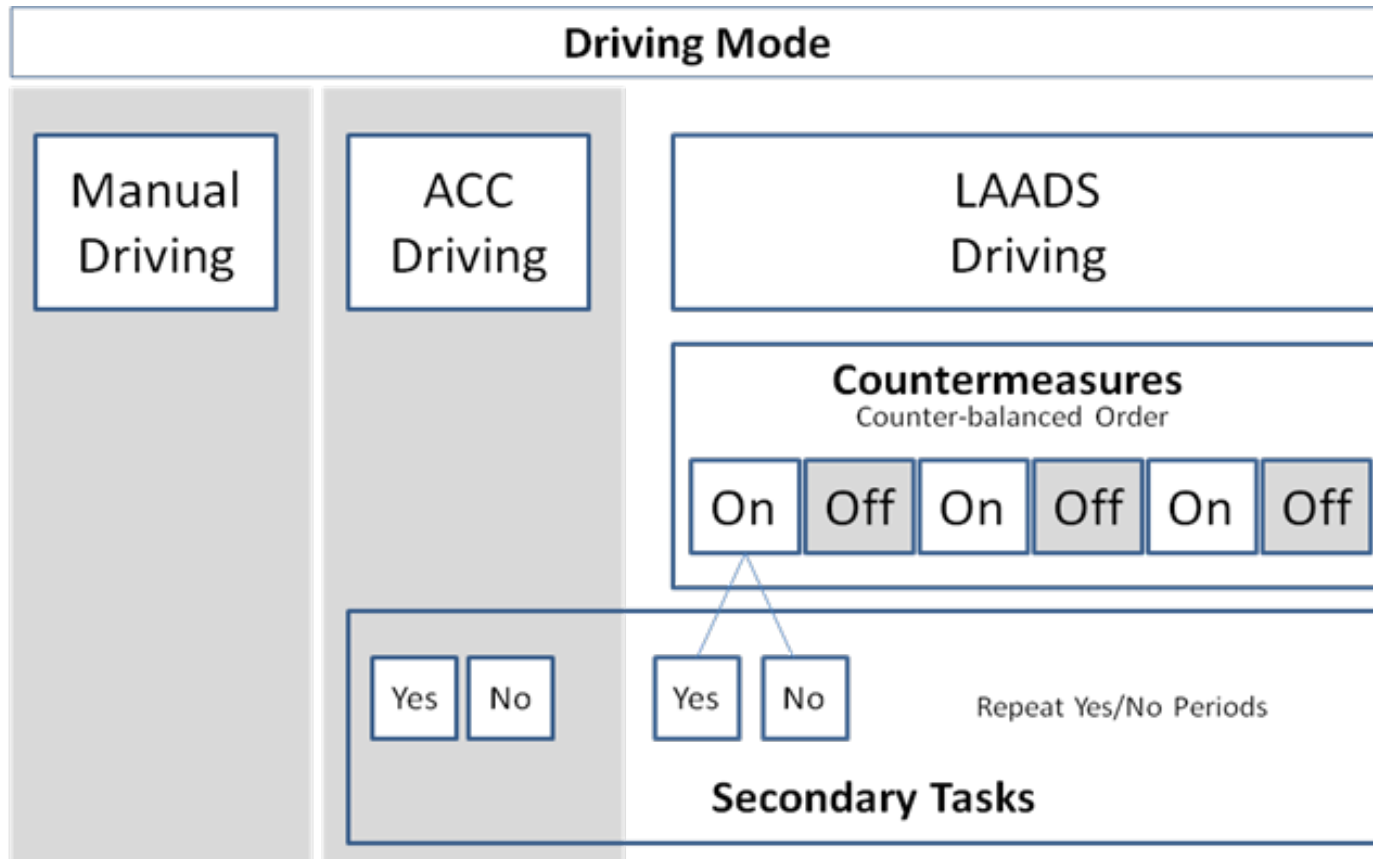 Driving Mode
Manual
Driving
ACC
Driving
LAADS
Driving
Countermeasures
Counter-balanced Order
On Off On Off On Off
Yes No Yes No Repeat Yes/No Periods
Secondary Tasks